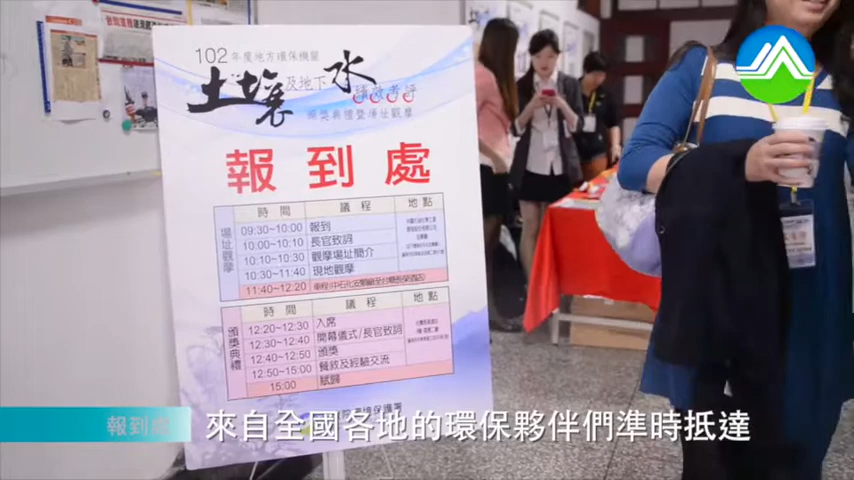 102年度地方環保機關
土壤及地下水績效考評
頒獎典禮暨場址觀摩
報到處
場址觀摩
時間 議程 地點
09:30~10:00 報到
10:00~10:10 長官致詞
10:10~10:30 觀摩場址簡介
10:30~11:40 現地觀摩
11:40~12:20
頒獎典禮
時間 議程 地點
12:20~12:30 入席
12:30~12:40 開幕儀式/長官致詞
12:40~12:50 頒獎
12:50~15:00 餐敘及經驗交流
15:00 賦歸
報到處
來自全國各地的環保夥伴們準時抵達